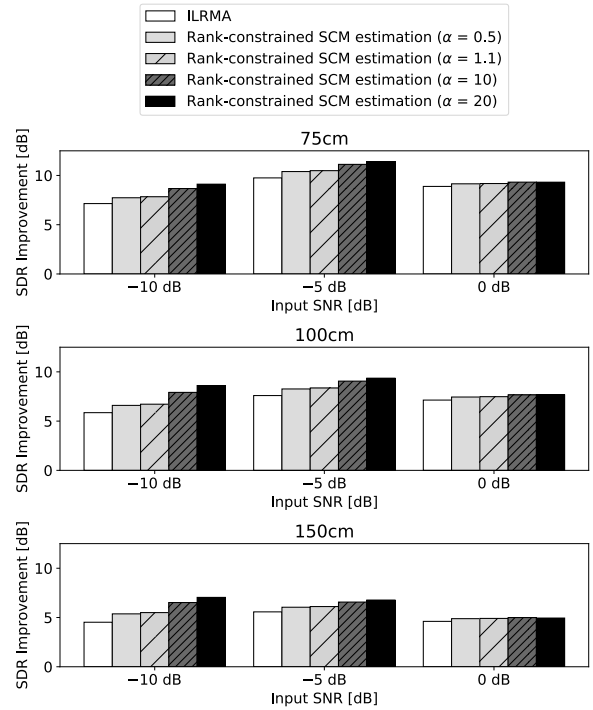 ILRMA
Rank-constrained SCM estimation (α = 0.5)
Rank-constrained SCM estimation (α = 1.1)
Rank-constrained SCM estimation (α = 10)
Rank-constrained SCM estimation (α = 20)
75cm
SDR Improvement [dB]
10
5
0
−10 dB
−5 dB
0 dB
Input SNR [dB]
100cm
SDR Improvement [dB]
10
5
0
−10 dB
−5 dB
0 dB
Input SNR [dB]
150cm
SDR Improvement [dB]
10
5
0
−10 dB
−5 dB
0 dB
Input SNR [dB]